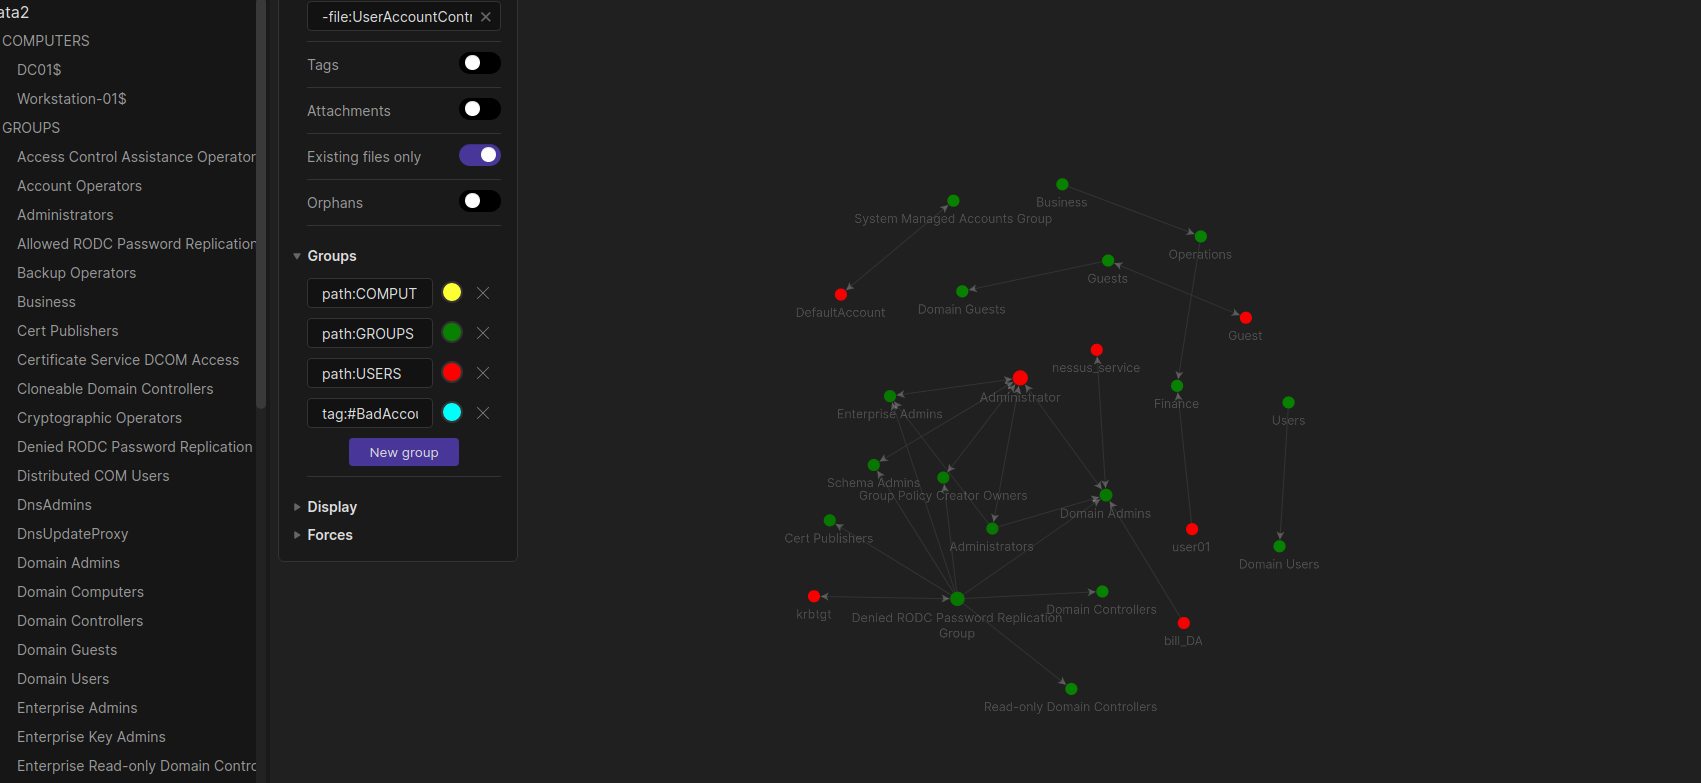 ata2
COMPUTERS
DC01$
Workstation-01$
GROUPS
Access Control Assistance Operator
Account Operators
Administrators
Allowed RODC Password Replication
Backup Operators
Business
Cert Publishers
Certificate Service DCOM Access
Cloneable Domain Controllers
Cryptographic Operators
Denied RODC Password Replication
Distributed COM Users
DnsAdmins
DnsUpdateProxy
Domain Admins
Domain Computers
Domain Controllers
Domain Guests
Domain Users
Enterprise Admins
Enterprise Key Admins
Enterprise Read-only Domain Contro
-file:UserAccountContr
Tags
Attachments
Existing files only
Orphans
Groups
path:COMPUT
path:GROUPS
path:USERS
tag:#BadAccou
New group
Display
Forces
Business
System Managed Accounts Group
Operations
Guests
DefaultAccount
Domain Guests
Guest
nessus_service
Administrator
Enterprise Admins
Finance
Users
Schema Admins
Group Policy Creator Owners
Domain Admins
Cert Publishers
Administrators
user01
Domain Users
krbtgt
Denied RODC Password Replication
Group
Domain Controllers
bill_DA
Read-only Domain Controllers